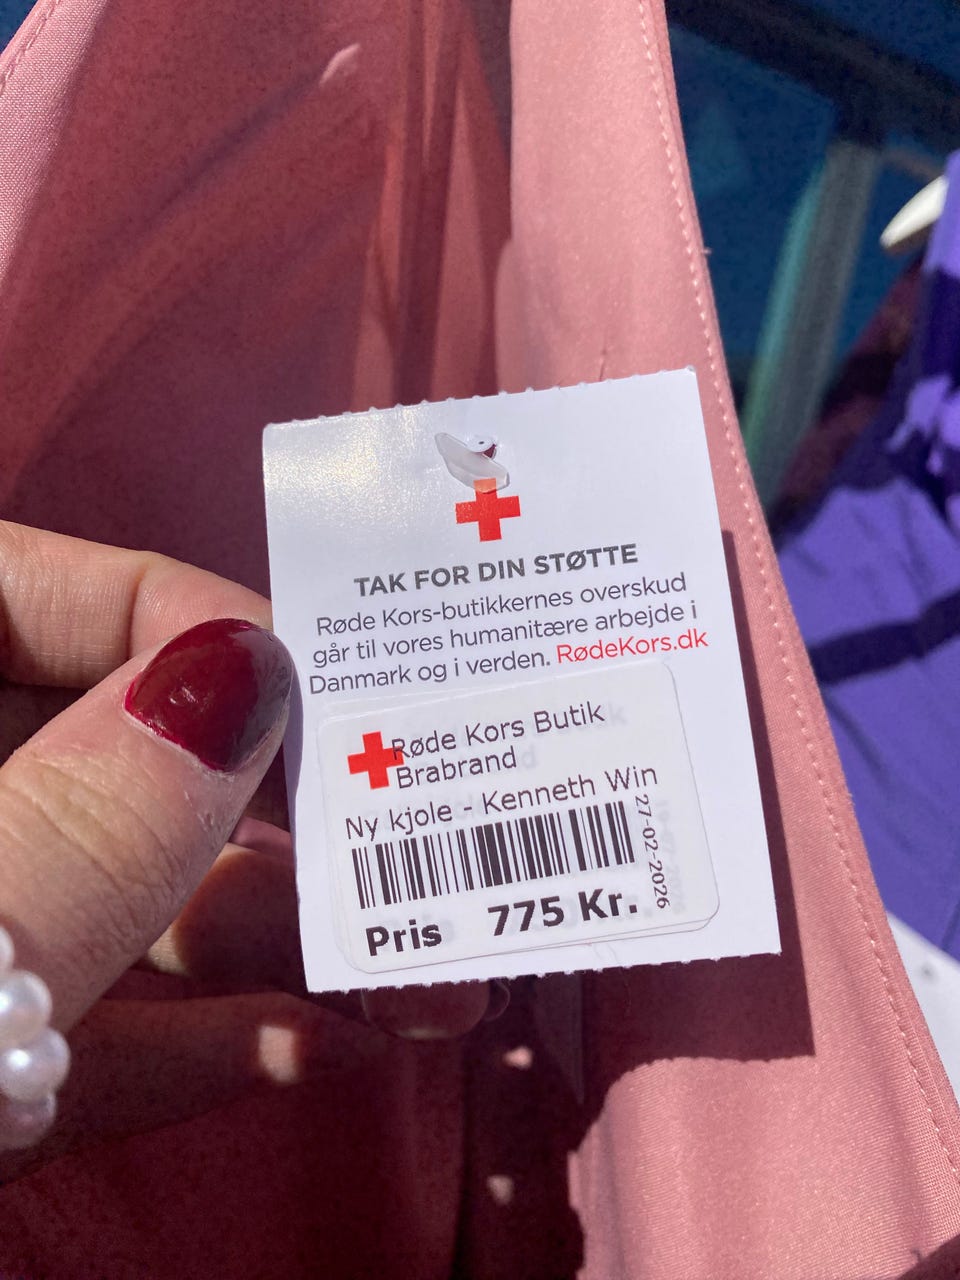 TAK FOR DIN STØTTE
Røde Kors-butikkernes overskud
går til vores humanitære arbejde i
Danmark og i verden. RødeKors.dk
Røde Kors Butik
Brabrand
Ny kjole - Kenneth Win
27-02-2026
Pris 775 Kr.